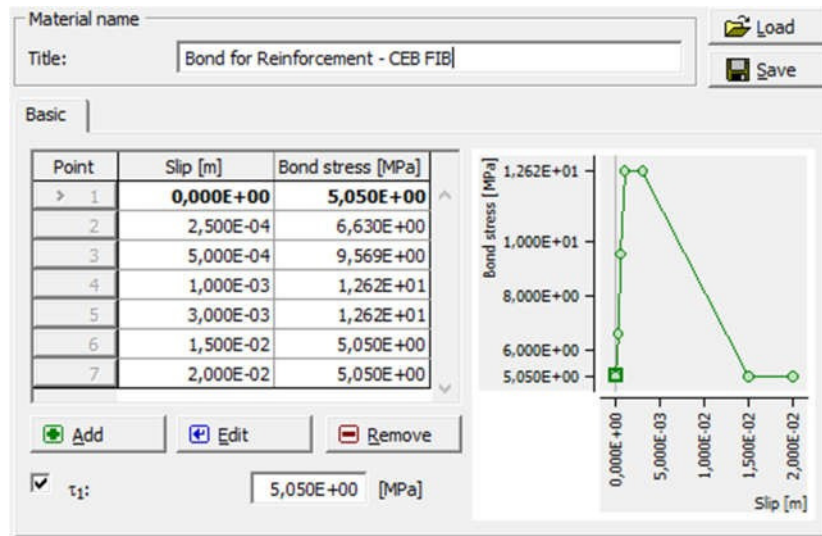 Material name
Title: Bond for Reinforcement - CEB FIB
Load
Save
Basic
Point Slip [m] Bond stress [MPa]
> 1 0,000E+00 5,050E+00
2 2,500E-04 6,630E+00
3 5,000E-04 9,569E+00
4 1,000E-03 1,262E+01
5 3,000E-03 1,262E+01
6 1,500E-02 5,050E+00
7 2,000E-02 5,050E+00
Add Edit Remove
τ1: 5,050E+00 [MPa]
Bond stress [MPa]
1,262E+01
1,000E+01
8,000E+00
6,000E+00
5,050E+00
0,000E+00 5,000E-03 1,000E-02 1,500E-02 2,000E-02
Slip [m]